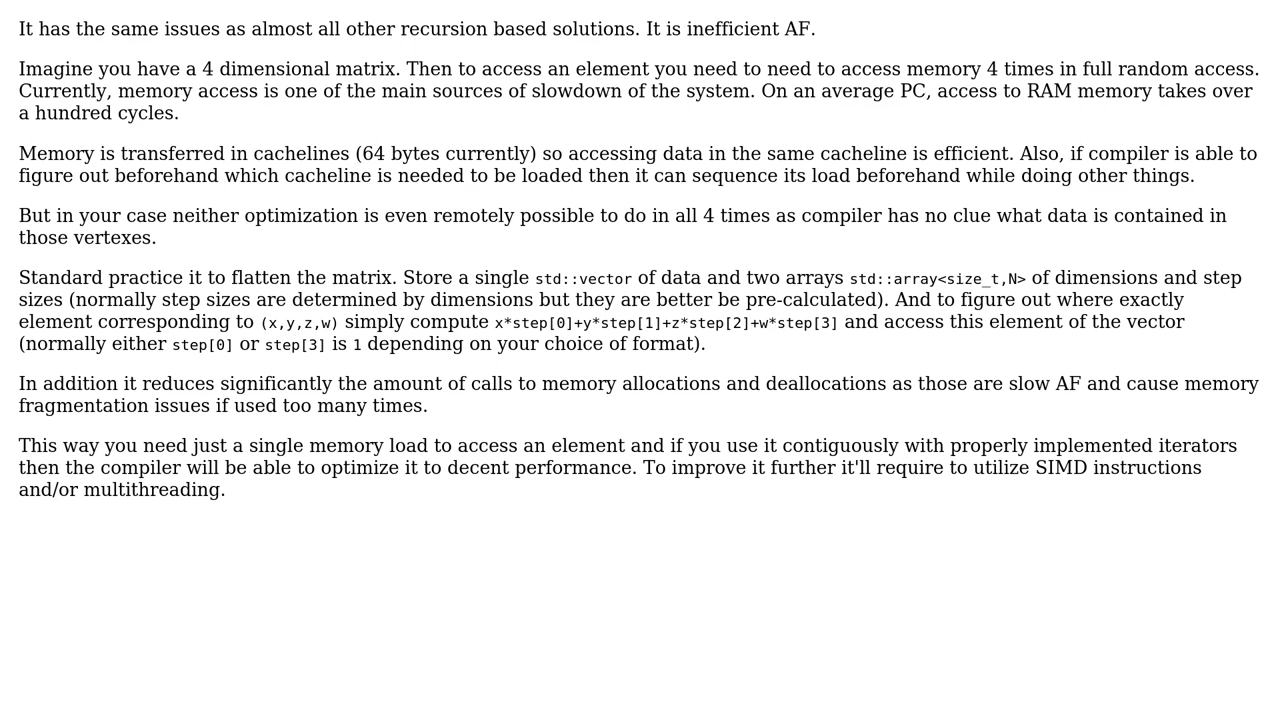 It has the same issues as almost all other recursion based solutions. It is inefficient AF.
Imagine you have a 4 dimensional matrix. Then to access an element you need to need to access memory 4 times in full random access.
Currently, memory access is one of the main sources of slowdown of the system. On an average PC, access to RAM memory takes over
a hundred cycles.
Memory is transferred in cachelines (64 bytes currently) so accessing data in the same cacheline is efficient. Also, if compiler is able to
figure out beforehand which cacheline is needed to be loaded then it can sequence its load beforehand while doing other things.
But in your case neither optimization is even remotely possible to do in all 4 times as compiler has no clue what data is contained in
those vertexes.
Standard practice it to flatten the matrix. Store a single std::vector of data and two arrays std::array<size_t,N> of dimensions and step
sizes (normally step sizes are determined by dimensions but they are better be pre-calculated). And to figure out where exactly
element corresponding to (x,y,z,w) simply compute x*step[0]+y*step[1]+z*step[2]+w*step[3] and access this element of the vector
(normally either step[0] or step[3] is 1 depending on your choice of format).
In addition it reduces significantly the amount of calls to memory allocations and deallocations as those are slow AF and cause memory
fragmentation issues if used too many times.
This way you need just a single memory load to access an element and if you use it contiguously with properly implemented iterators
then the compiler will be able to optimize it to decent performance. To improve it further it'll require to utilize SIMD instructions
and/or multithreading.